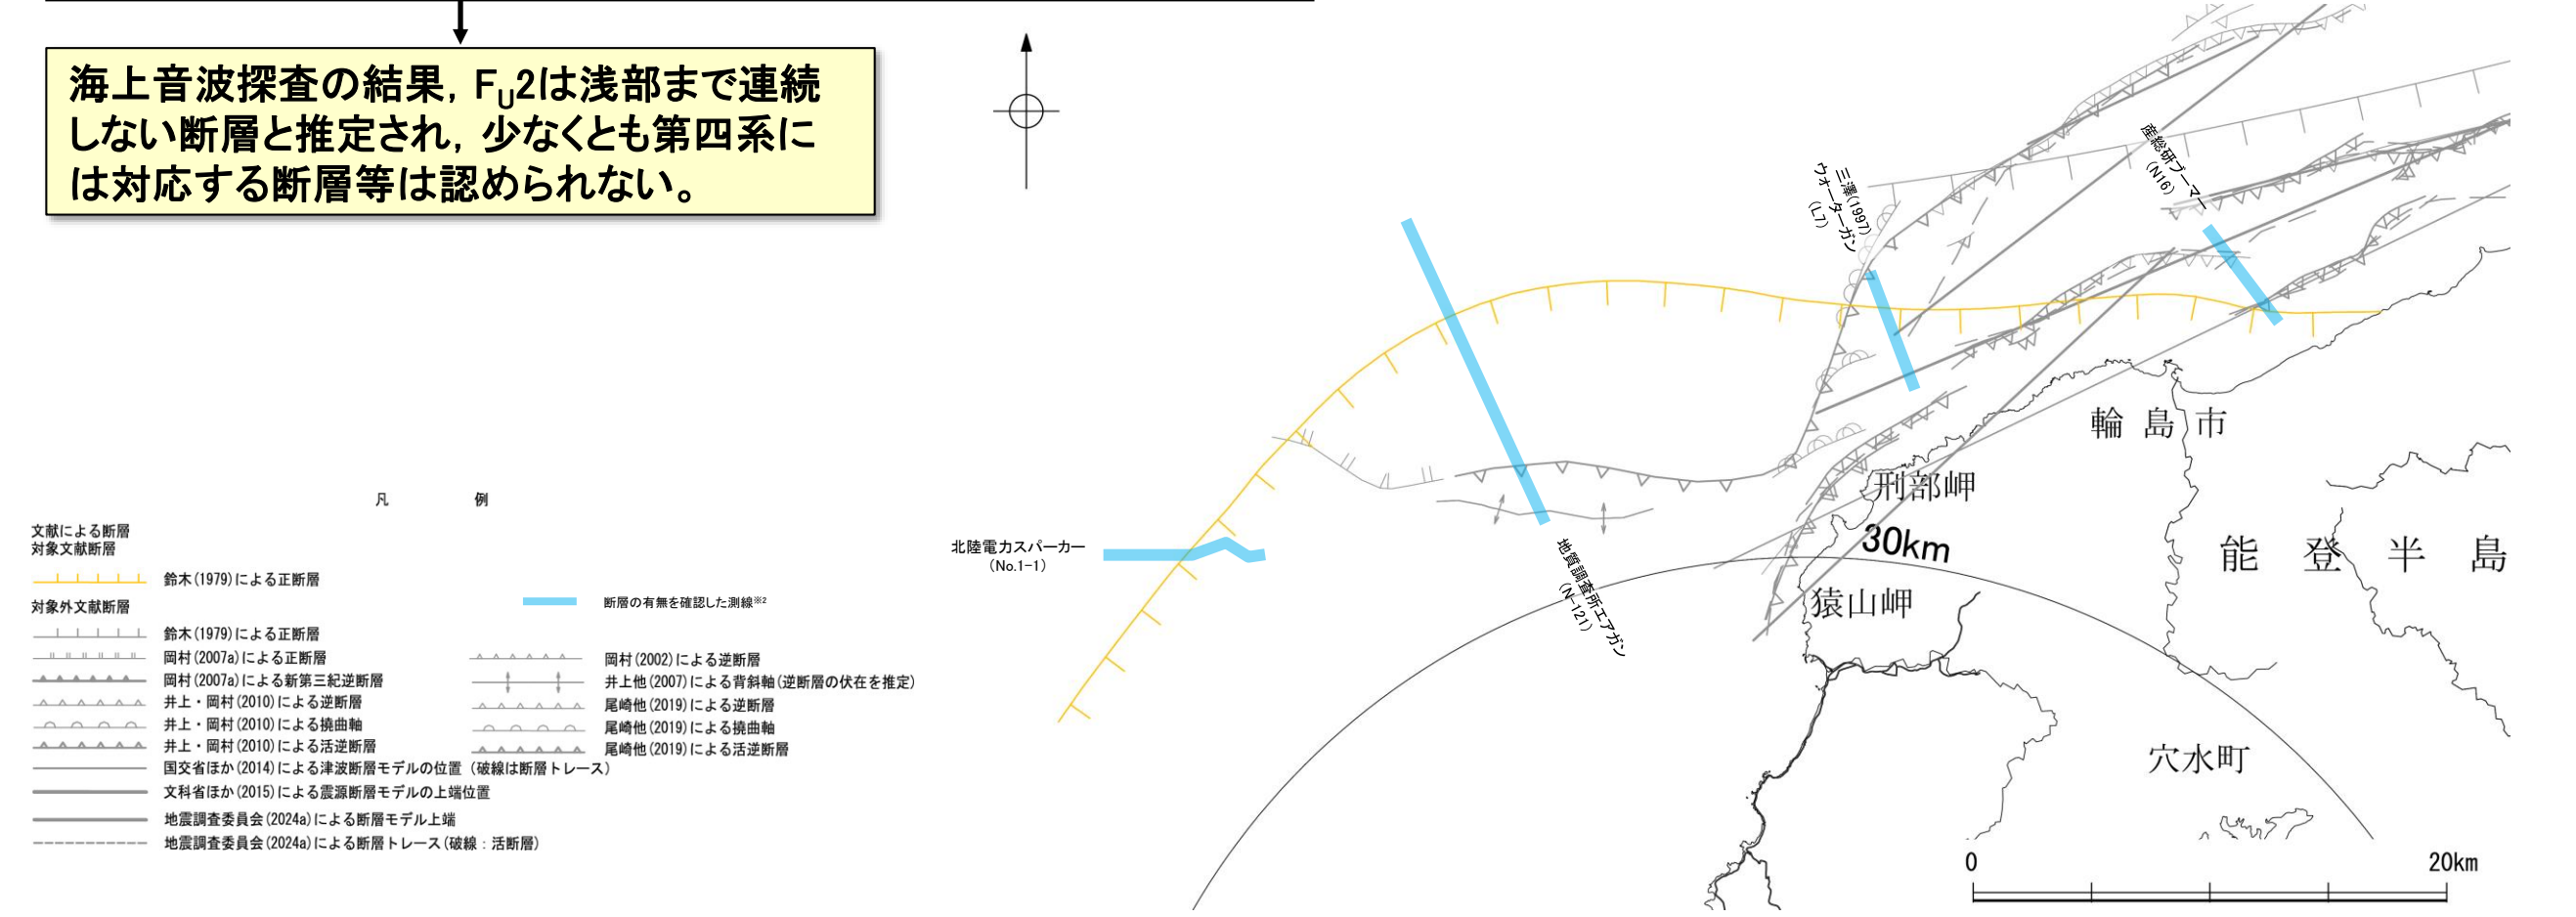 海上音波探査の結果，FU2は浅部まで連続
しない断層と推定され，少なくとも第四系に
は対応する断層等は認められない。
産総研ブーマー
(N16)
三澤(1997)
ウォーターガン
(L7)
輪島市
刑部岬
30km
能登半島
猿山岬
北陸電力スパーカー
(No.1-1)
地質調査所エアガン
(N-121)
穴水町
0 20km
凡例
文献による断層
対象文献断層
鈴木(1979)による正断層
対象外文献断層
鈴木(1979)による正断層
岡村(2007a)による正断層
岡村(2007a)による新第三紀逆断層
井上・岡村(2010)による逆断層
井上・岡村(2010)による撓曲軸
井上・岡村(2010)による活逆断層
国交省ほか(2014)による津波断層モデルの位置（破線は断層トレース）
文科省ほか(2015)による震源断層モデルの上端位置
地震調査委員会(2024a)による断層モデル上端
地震調査委員会(2024a)による断層トレース(破線：活断層)
断層の有無を確認した測線※2
岡村(2002)による逆断層
井上他(2007)による背斜軸(逆断層の伏在を推定)
尾崎他(2019)による逆断層
尾崎他(2019)による撓曲軸
尾崎他(2019)による活逆断層